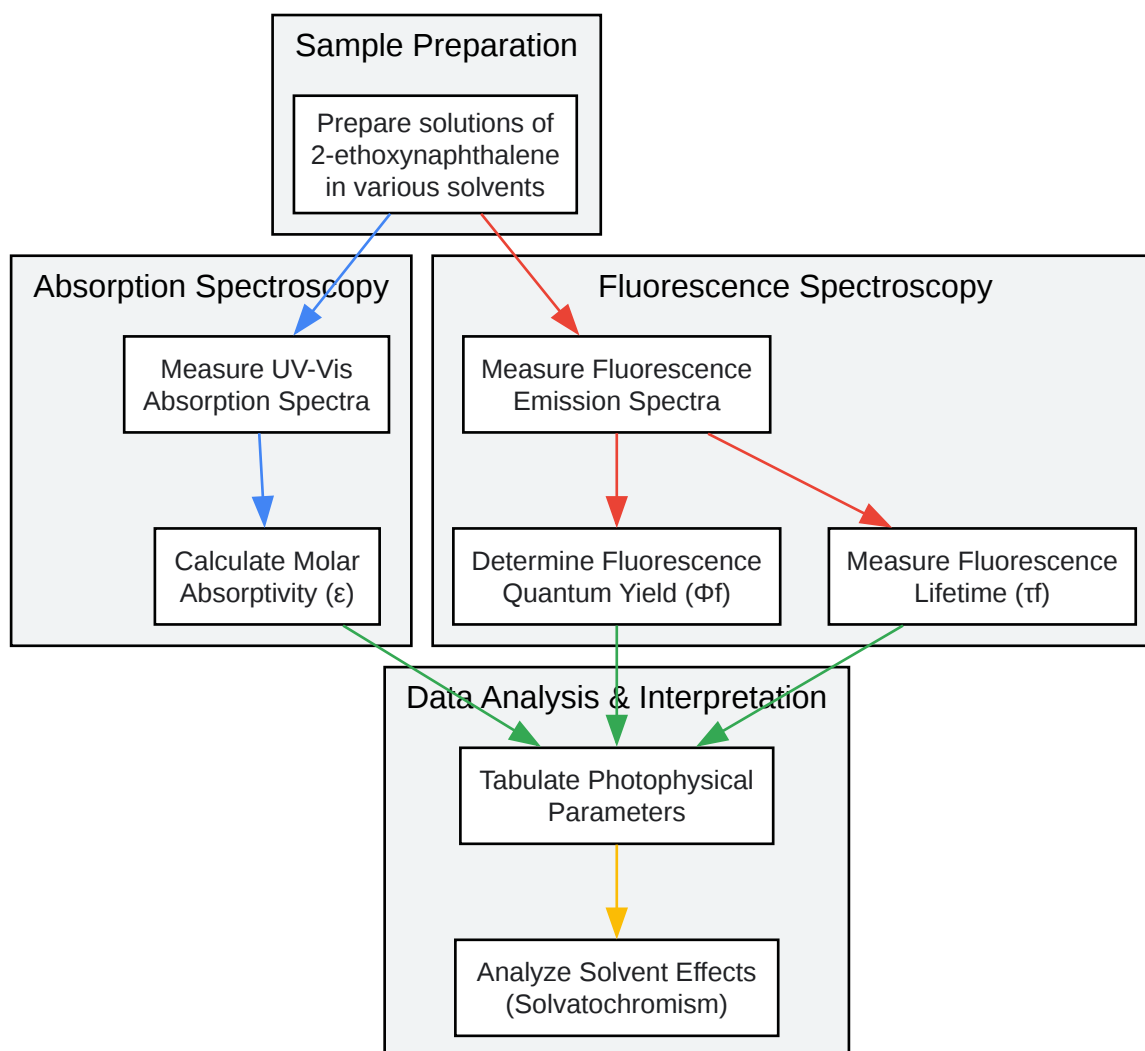 Sample Preparation
Prepare solutions of
2-ethoxynaphthalene
in various solvents
Absorption Spectroscopy
Measure UV-Vis
Absorption Spectra
Calculate Molar
Absorptivity (ε)
Fluorescence Spectroscopy
Measure Fluorescence
Emission Spectra
Determine Fluorescence
Quantum Yield (Φf)
Measure Fluorescence
Lifetime (τf)
Data Analysis & Interpretation
Tabulate Photophysical
Parameters
Analyze Solvent Effects
(Solvatochromism)